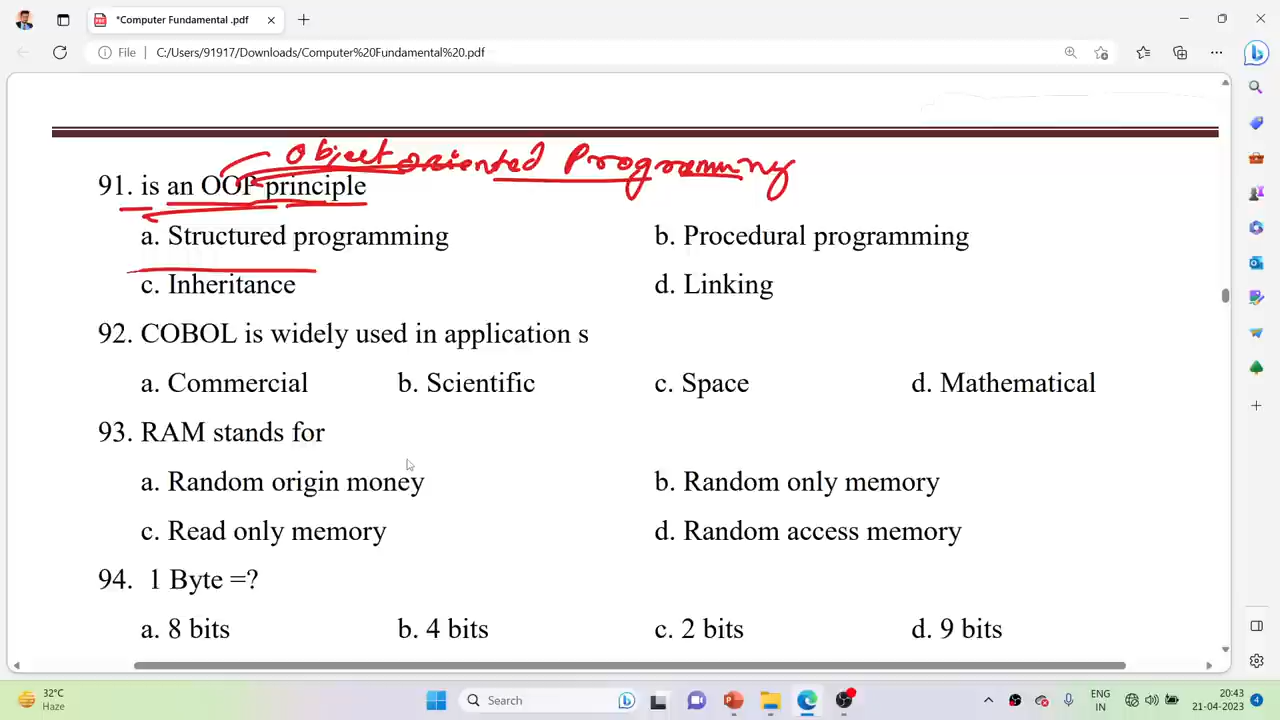 *Computer Fundamental .pdf
File C:/Users/91917/Downloads/Computer%20Fundamental%20.pdf
Object oriented Programming
91. is an OOP principle
a. Structured programming b. Procedural programming
c. Inheritance d. Linking
92. COBOL is widely used in application s
a. Commercial b. Scientific c. Space d. Mathematical
93. RAM stands for
a. Random origin money b. Random only memory
c. Read only memory d. Random access memory
94. 1 Byte =?
a. 8 bits b. 4 bits c. 2 bits d. 9 bits
32°C
Haze
Search
ENG
IN
20:43
21-04-2023
4